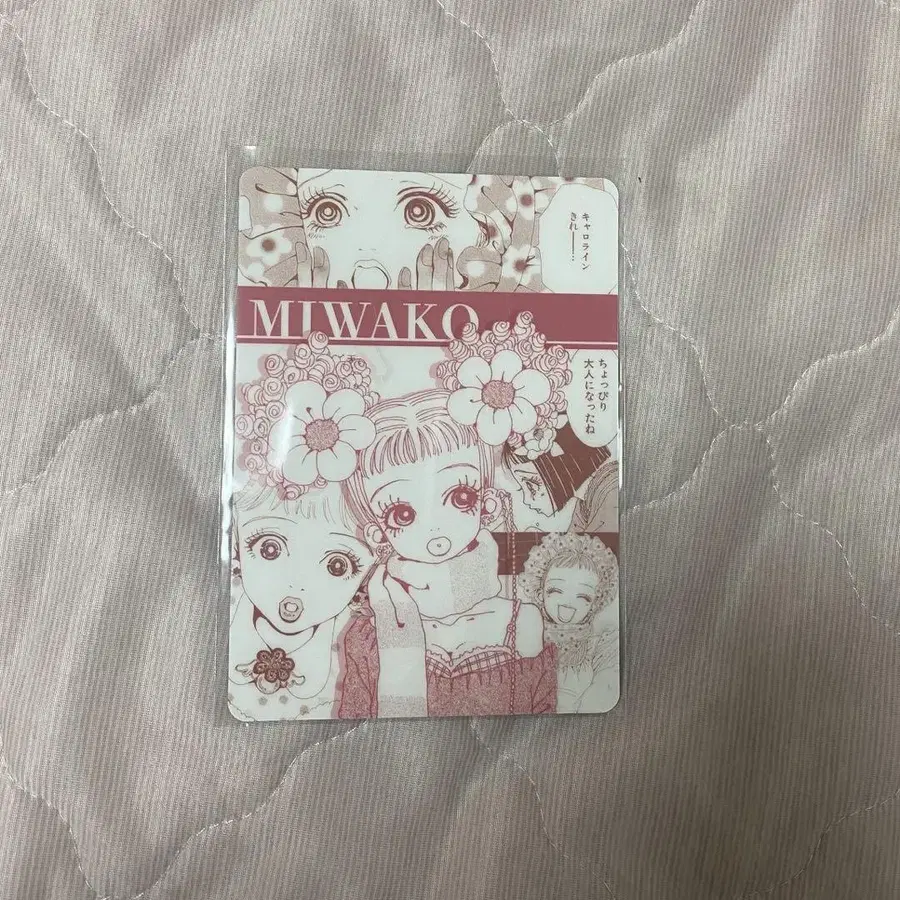 キャロライン
きれ――…
MIWAKO
ちょっぴり
大人になったね